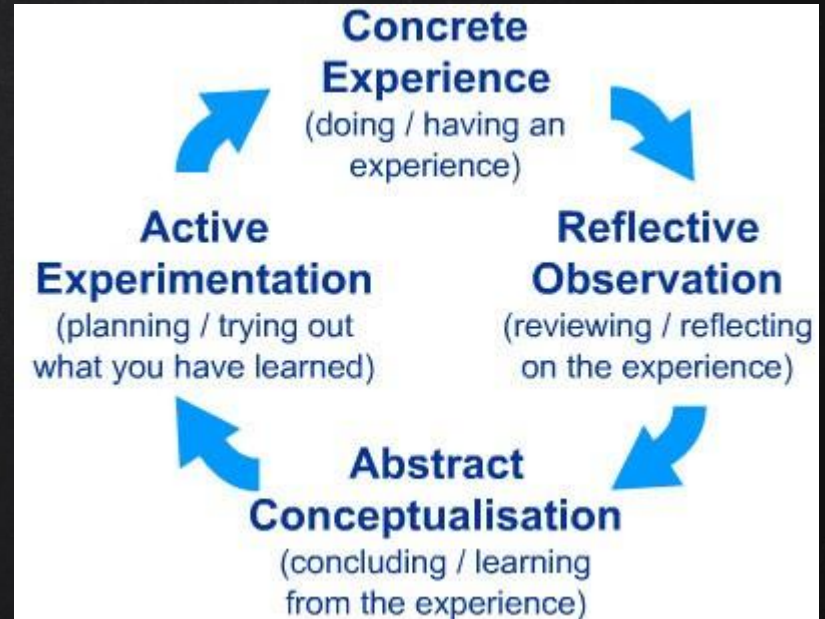 Concrete
Experience
(doing / having an
experience)
Reflective
Observation
(reviewing / reflecting
on the experience)
Abstract
Conceptualisation
(concluding / learning
from the experience)
Active
Experimentation
(planning / trying out
what you have learned)